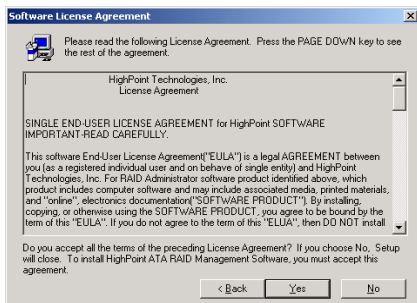 Software License Agreement
Please read the following License Agreement. Press the PAGE DOWN key to see
the rest of the agreement.
HighPoint Technologies, Inc.
License Agreement
SINGLE END-USER LICENSE AGREEMENT for HighPoint SOFTWARE
IMPORTANT-READ CAREFULLY.
This software End-User License Agreement("EULA") is a legal AGREEMENT between
you (as a registered individual user and on behave of single entity) and HighPoint
Technologies, Inc. For RAID Administrator software product identified above, which
product includes computer software and may include associated media, printed materials,
and "online", electronics documentation("SOFTWARE PRODUCT"). By installing,
copying, or otherwise using the SOFTWARE PRODUCT, you agree to be bound by the
term of this "EULA". If you do not agree to the term of this "ELUA", then DO NOT install
Do you accept all the terms of the preceding License Agreement? If you choose No, Setup
will close. To install HighPoint ATA RAID Management Software, you must accept this
agreement.
< Back Yes No